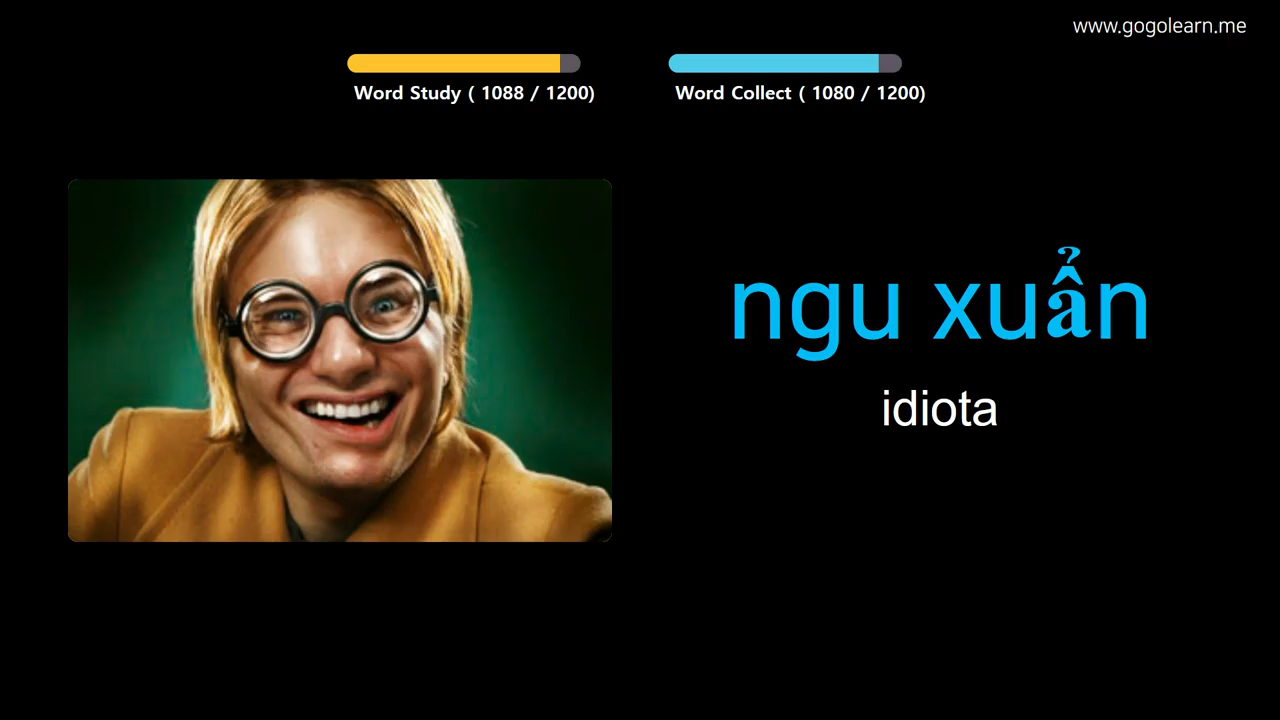 www.gogolearn.me
Word Study ( 1088 / 1200)
Word Collect ( 1080 / 1200)
ngu xuẩn
idiota